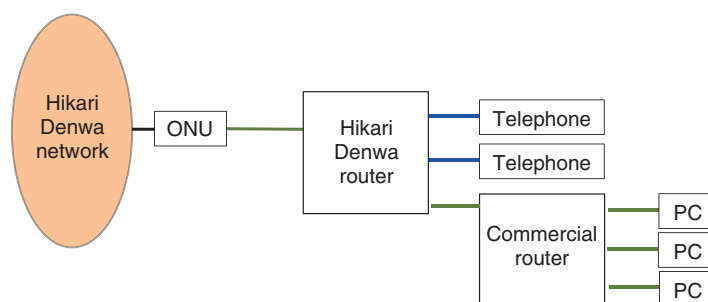 Hikari
Denwa
network
ONU
Hikari
Denwa
router
Telephone
Telephone
Commercial
router
PC
PC
PC